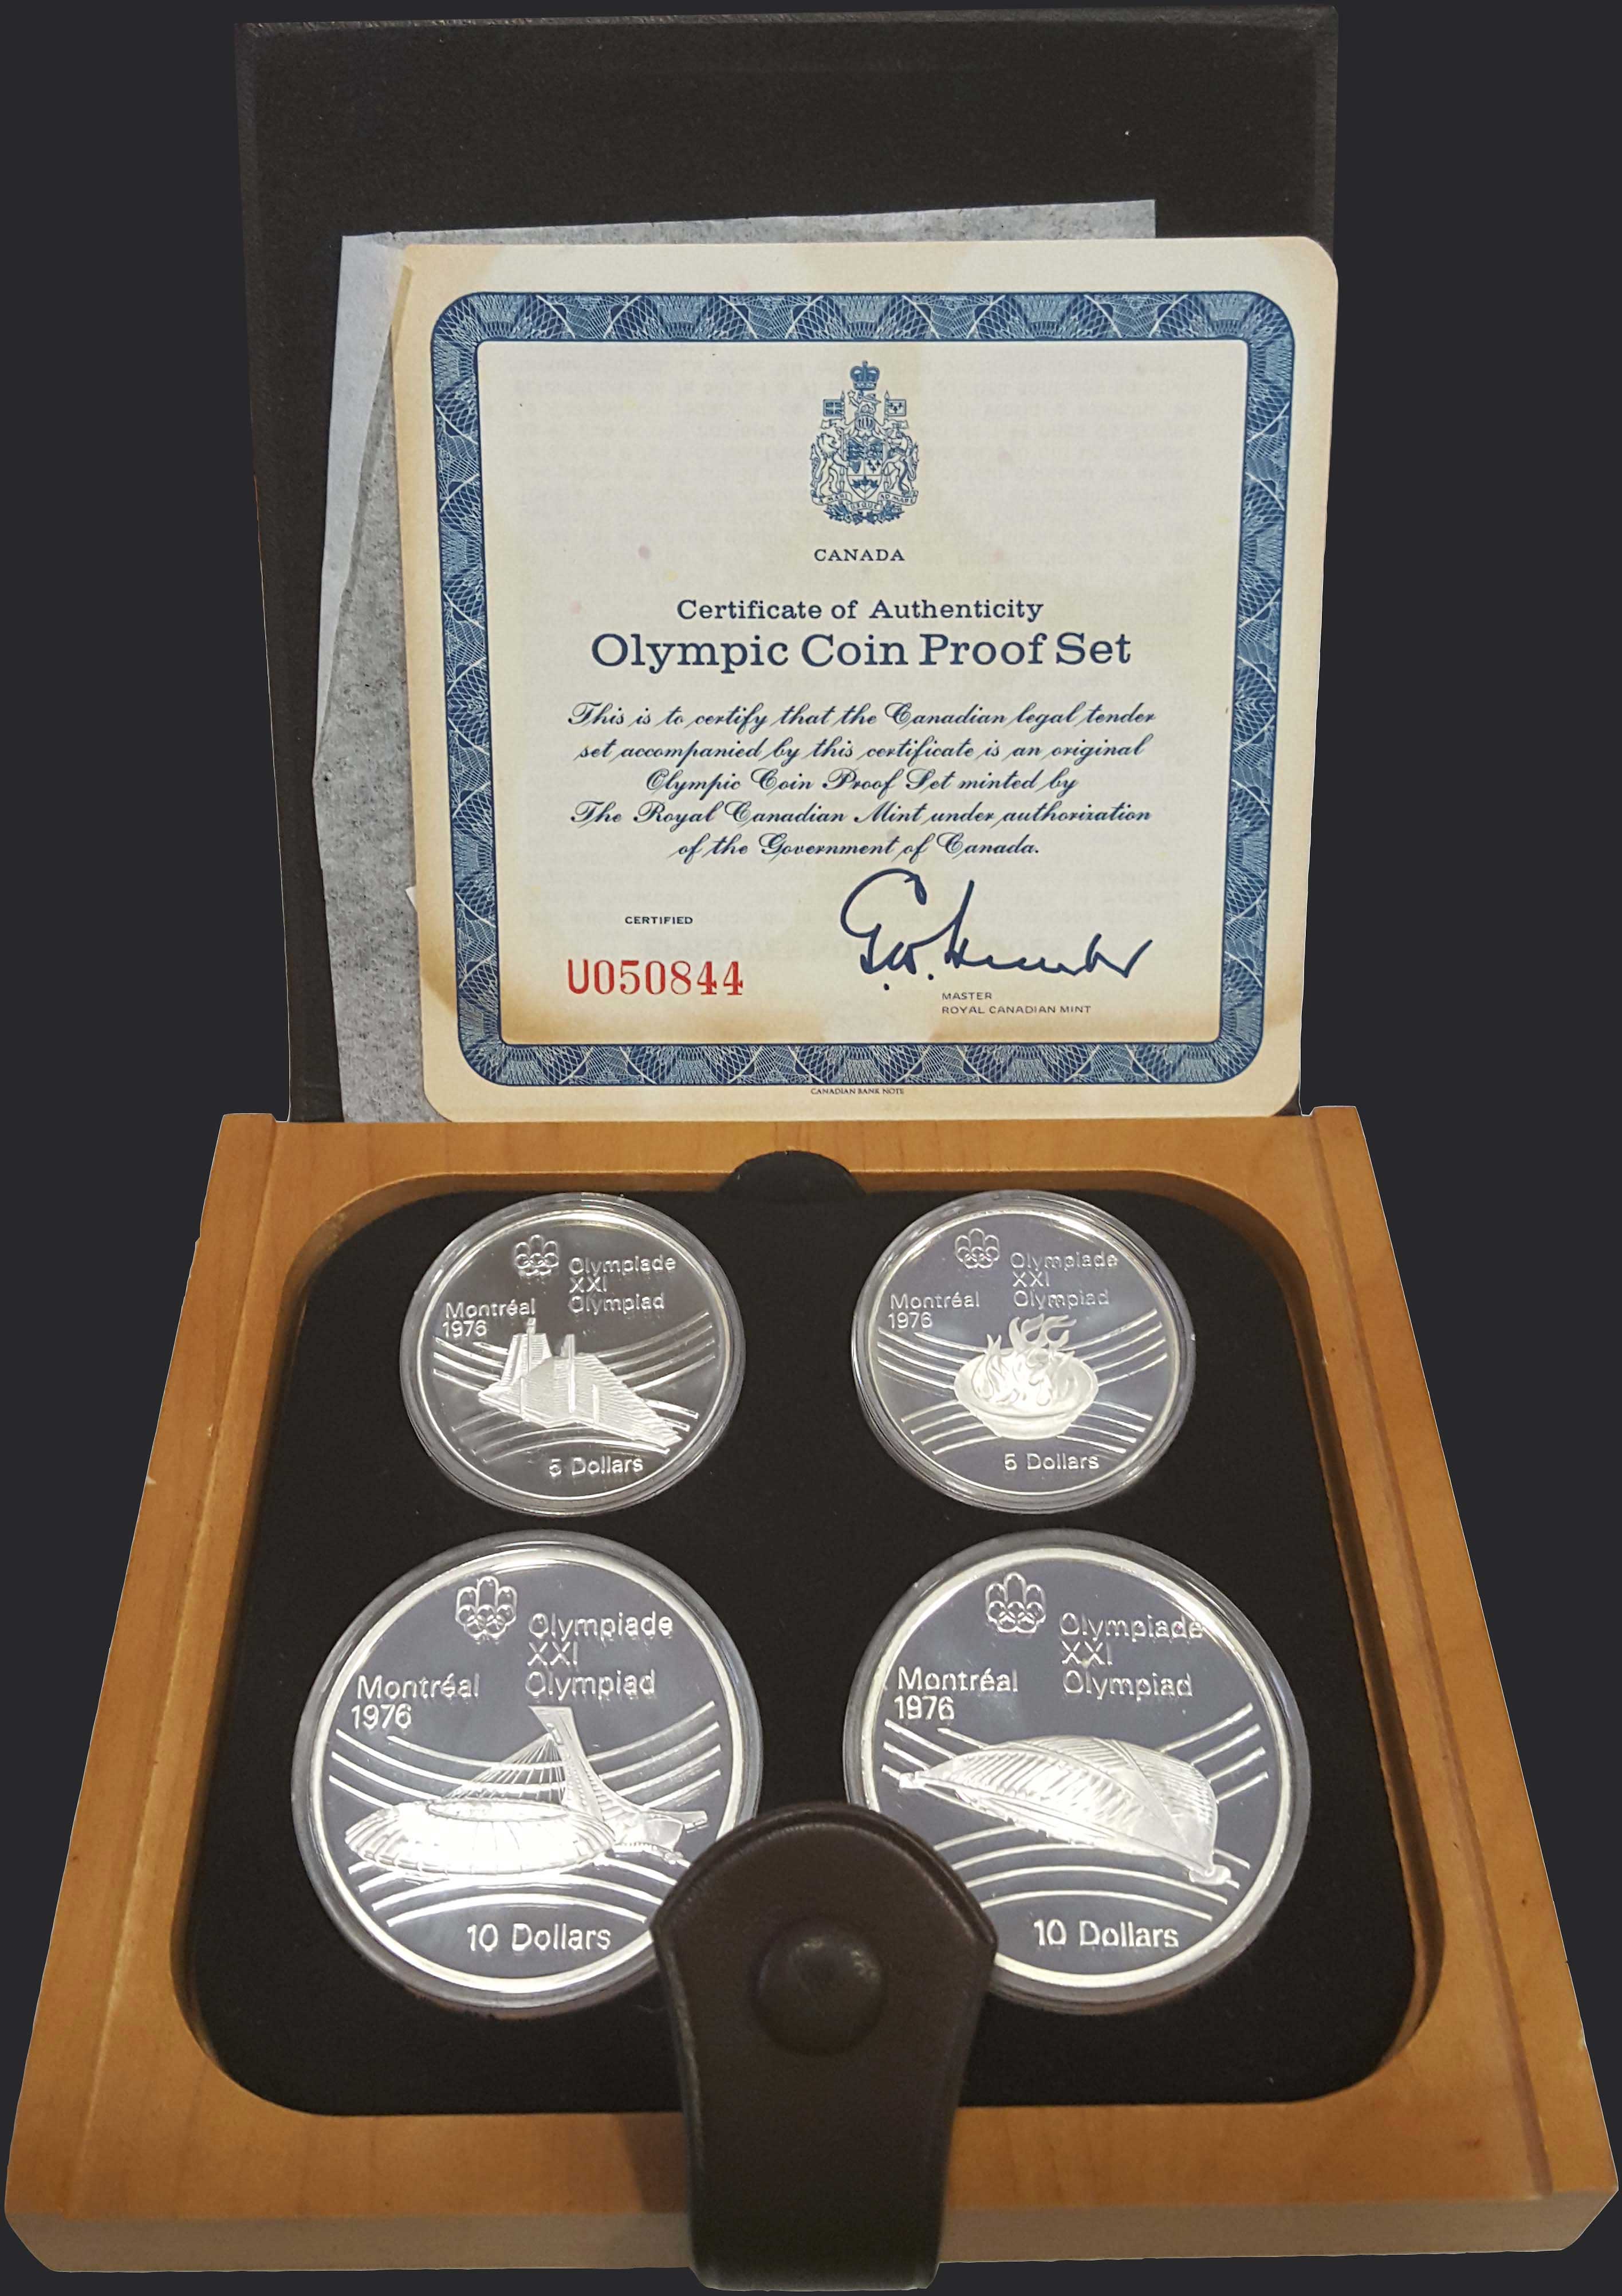 CANADA
Certificate of Authenticity
Olympic Coin Proof Set
This is to certify that the Canadian legal tender
set accompanied by this certificate is an original
Olympic Coin Proof Set minted by
The Royal Canadian Mint under authorization
of the Government of Canada.
CERTIFIED
U050844
MASTER
ROYAL CANADIAN MINT
CANADIAN BANK NOTE
Olympiade
XXI
Olympiad
Montréal
1976
5 Dollars
Olympiade
XXI
Olympiad
Montréal
1976
5 Dollars
Olympiade
XXI
Olympiad
Montréal
1976
10 Dollars
Olympiade
XXI
Olympiad
Montréal
1976
10 Dollars